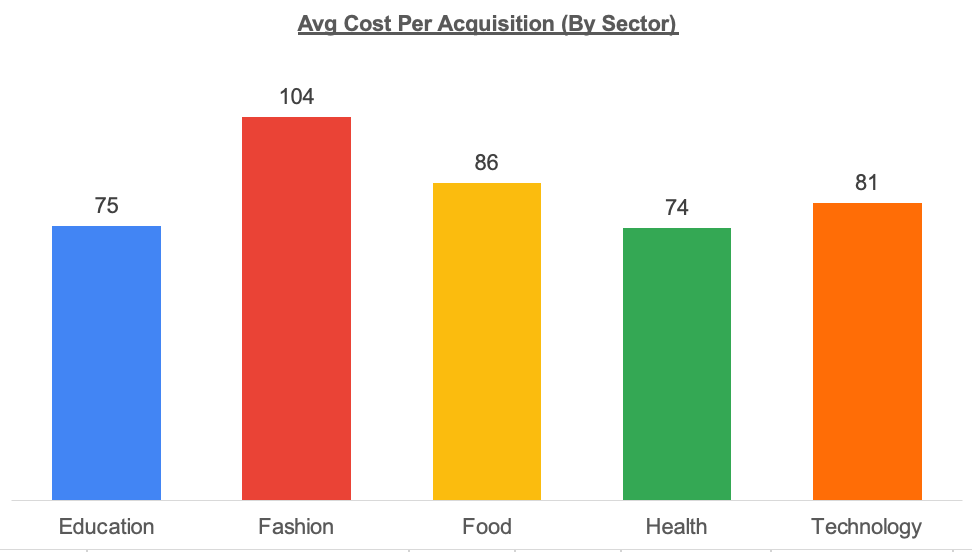 Avg Cost Per Acquisition (By Sector)
104
86
81
75
74
Education
Fashion
Food
Health
Technology